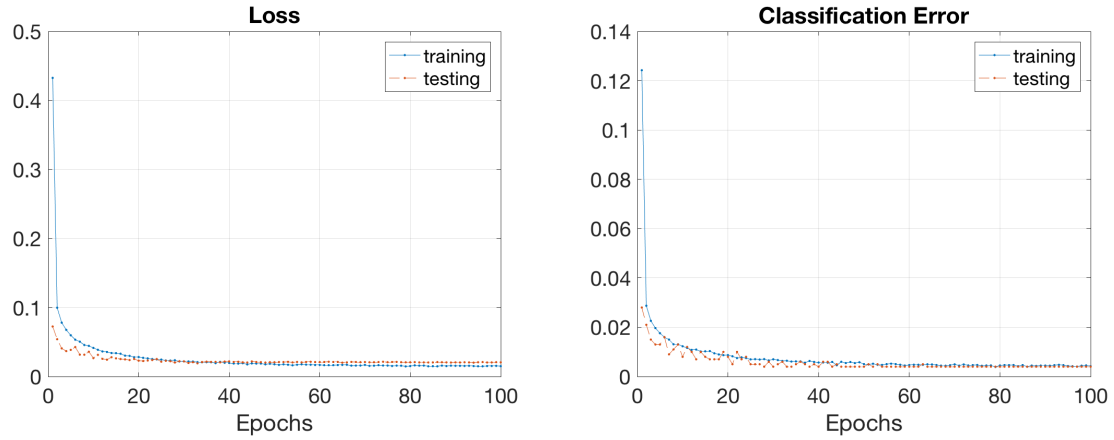 Loss
0.5
0.4
0.3
0.2
0.1
0
training
testing
0 20 40 60 80 100
Epochs
Classification Error
0.14
0.12
0.1
0.08
0.06
0.04
0.02
0
training
testing
0 20 40 60 80 100
Epochs